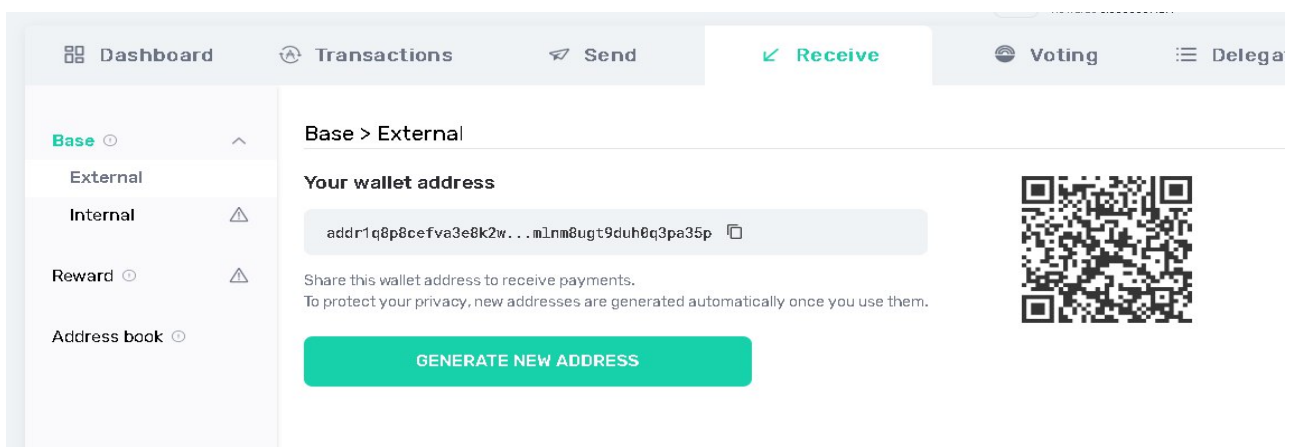 Dashboard Transactions Send Receive Voting Delega
Base
External
Internal
Reward
Address book
Base > External
Your wallet address
addr1q8p8cefva3e8k2w...mlnm8ugt9duh0q3pa35p
Share this wallet address to receive payments.
To protect your privacy, new addresses are generated automatically once you use them.
GENERATE NEW ADDRESS